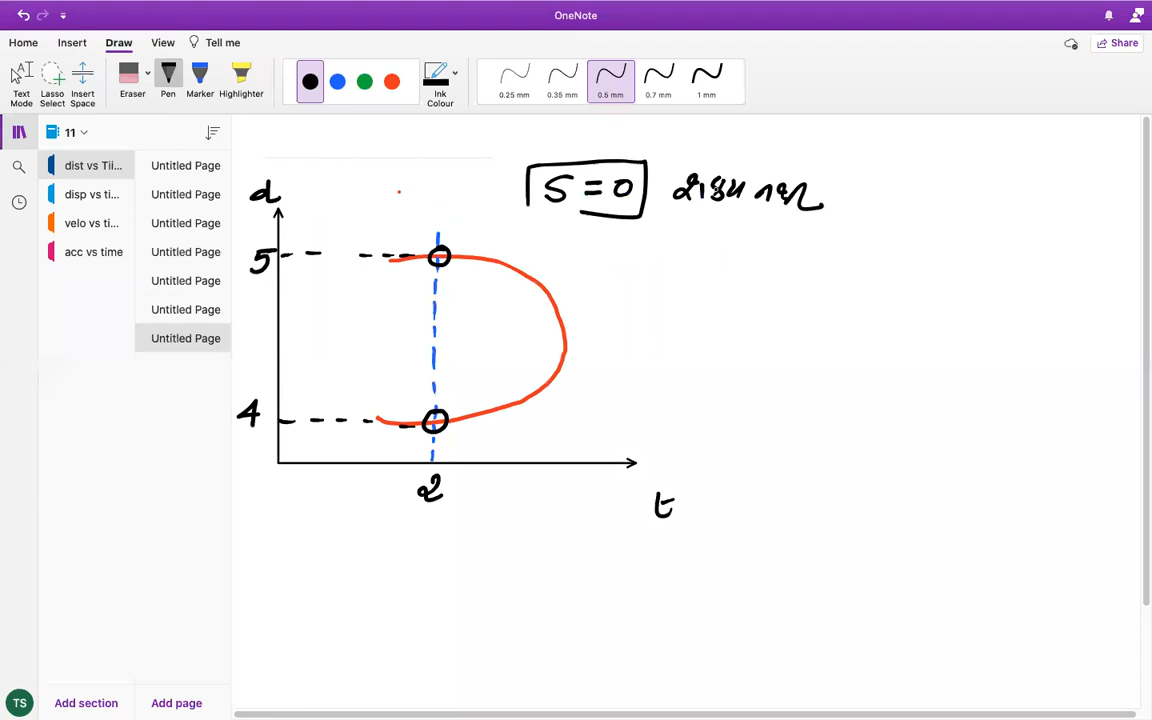 OneNote
Home Insert Draw View Tell me
Share
Text Mode
Lasso Select
Insert Space
Eraser
Pen
Marker
Highlighter
Ink Colour
0.25 mm
0.35 mm
0.5 mm
0.7 mm
1 mm
11
dist vs Tii...
disp vs ti...
velo vs ti...
acc vs time
Untitled Page
Untitled Page
Untitled Page
Untitled Page
Untitled Page
Untitled Page
Untitled Page
S = 0
d
5
4
2
t
TS
Add section
Add page